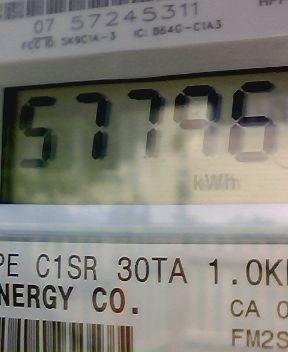 07 57245311
FCC ID: SK9C1A-3 IC: 864G-C1A3
57796
kWh
PE C1SR 30TA 1.0K
NERGY CO.
CA 0
FM2S